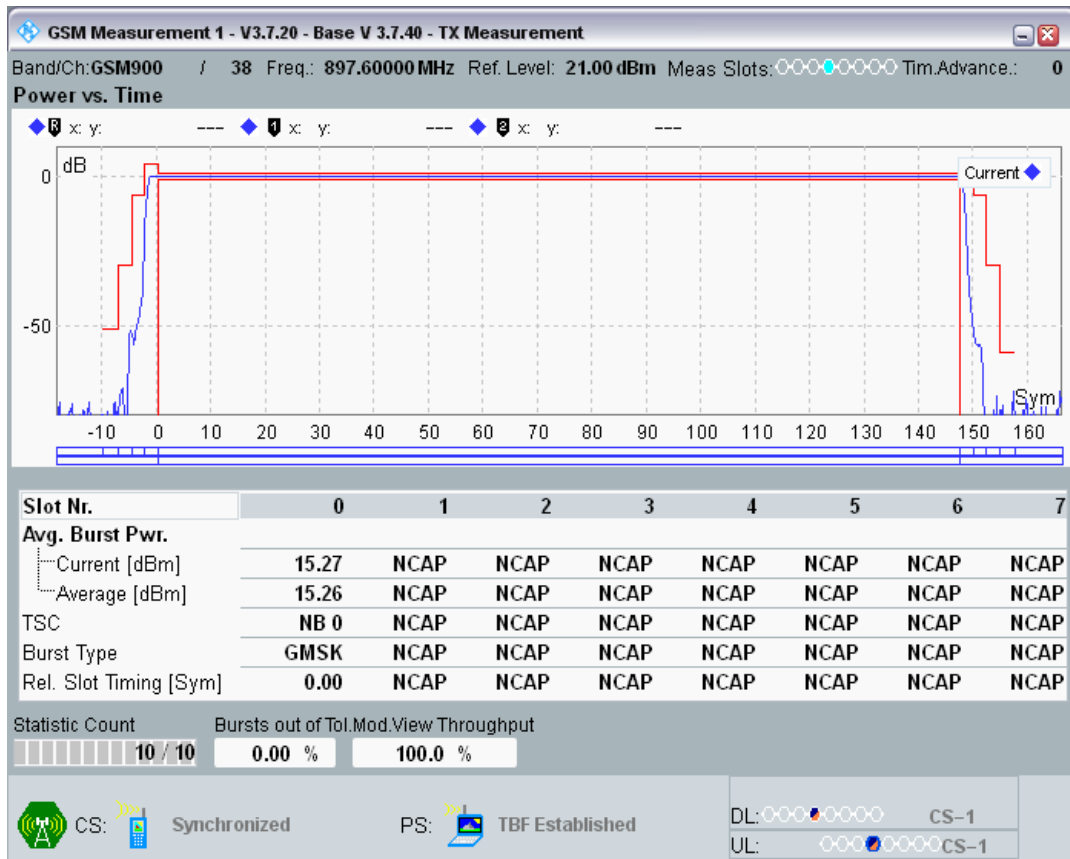 GSM Measurement 1 - V3.7.20 - Base V 3.7.40 - TX Measurement
Band/Ch:GSM900 / 38 Freq.: 897.60000 MHz Ref. Level: 21.00 dBm Meas Slots: Tim.Advance.: 0
Power vs. Time
R x: y: --- 1 x: y: --- 2 x: y: ---
dB
0
Current
-50
Sym
-10 0 10 20 30 40 50 60 70 80 90 100 110 120 130 140 150 160
Slot Nr. 0 1 2 3 4 5 6 7
Avg. Burst Pwr.
Current [dBm] 15.27 NCAP NCAP NCAP NCAP NCAP NCAP NCAP
Average [dBm] 15.26 NCAP NCAP NCAP NCAP NCAP NCAP NCAP
TSC NB 0 NCAP NCAP NCAP NCAP NCAP NCAP NCAP
Burst Type GMSK NCAP NCAP NCAP NCAP NCAP NCAP NCAP
Rel. Slot Timing [Sym] 0.00 NCAP NCAP NCAP NCAP NCAP NCAP NCAP
Statistic Count Bursts out of Tol.Mod.View Throughput
10 / 10 0.00 % 100.0 %
CS: Synchronized PS: TBF Established DL: CS-1
UL: CS-1